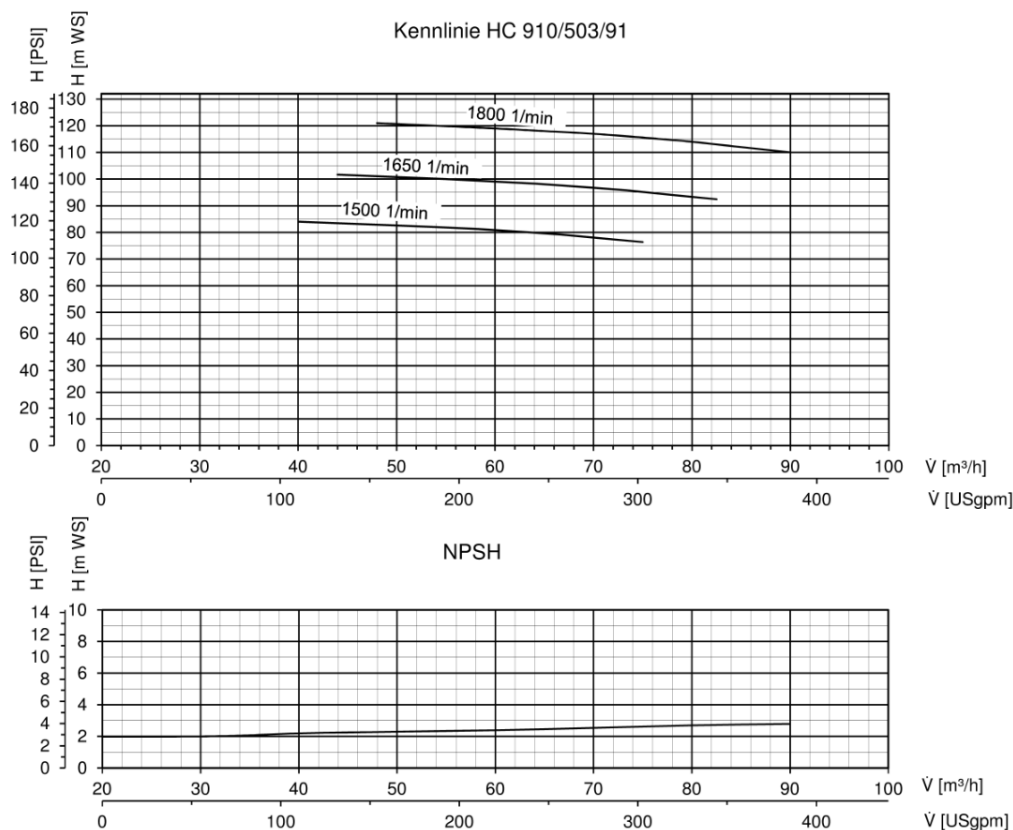 Kennlinie HC 910/503/91
H [PSI]
H [m WS]
180
160
140
120
100
80
60
40
20
0
130
120
110
100
90
80
70
60
50
40
30
20
10
0
1800 1/min
1650 1/min
1500 1/min
20 30 40 50 60 70 80 90 100 V̇ [m³/h]
0 100 200 300 400 V̇ [USgpm]
NPSH
H [PSI]
H [m WS]
14
12
10
8
6
4
2
0
10
8
6
4
2
0
20 30 40 50 60 70 80 90 100 V̇ [m³/h]
0 100 200 300 400 V̇ [USgpm]